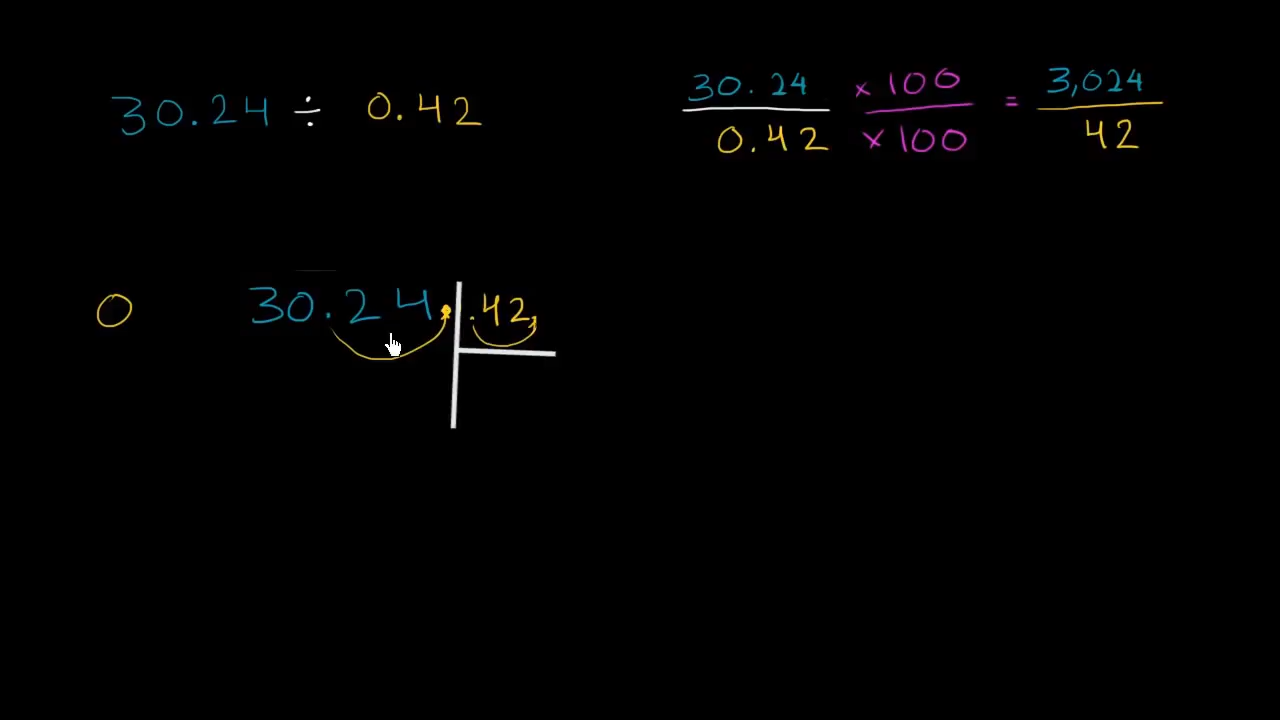 30.24 ÷ 0.42
30.24 × 100 = 3,024
0.42 × 100 42
0 30.24. .42.